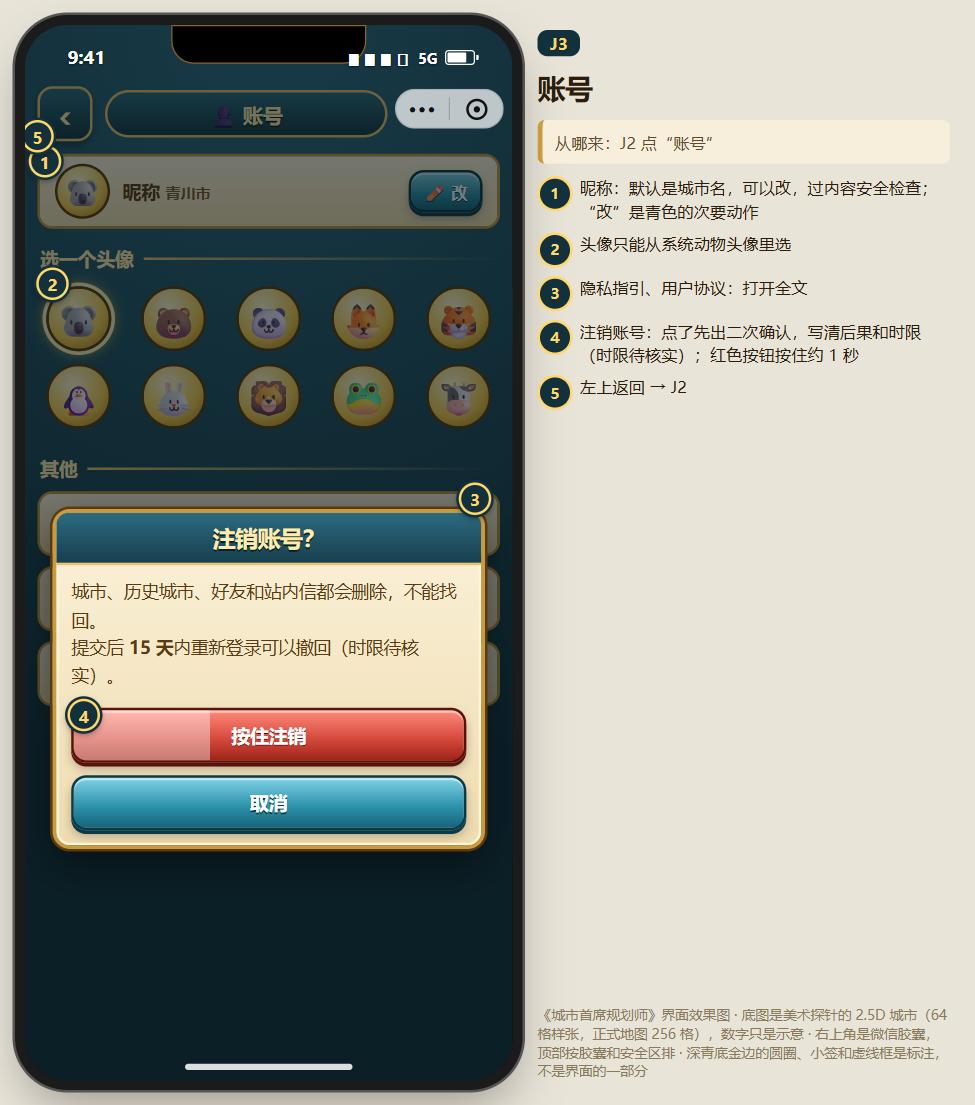 9:41
5G
‹
账号
5
1
昵称 青川市
改
选一个头像
2
其他
3
注销账号?
城市、历史城市、好友和站内信都会删除，不能找
回。
提交后 15 天内重新登录可以撤回（时限待核
实）。
4
按住注销
取消
J3
账号
从哪来：J2 点“账号”
1 昵称：默认是城市名，可以改，过内容安全检查；
“改”是青色的次要动作
2 头像只能从系统动物头像里选
3 隐私指引、用户协议：打开全文
4 注销账号：点了先出二次确认，写清后果和时限
（时限待核实）；红色按钮按住约 1 秒
5 左上返回 → J2
《城市首席规划师》界面效果图 · 底图是美术探针的 2.5D 城市（64
格样张，正式地图 256 格），数字只是示意 · 右上角是微信胶囊，
顶部按胶囊和安全区排 · 深青底金边的圆圈、小签和虚线框是标注，
不是界面的一部分